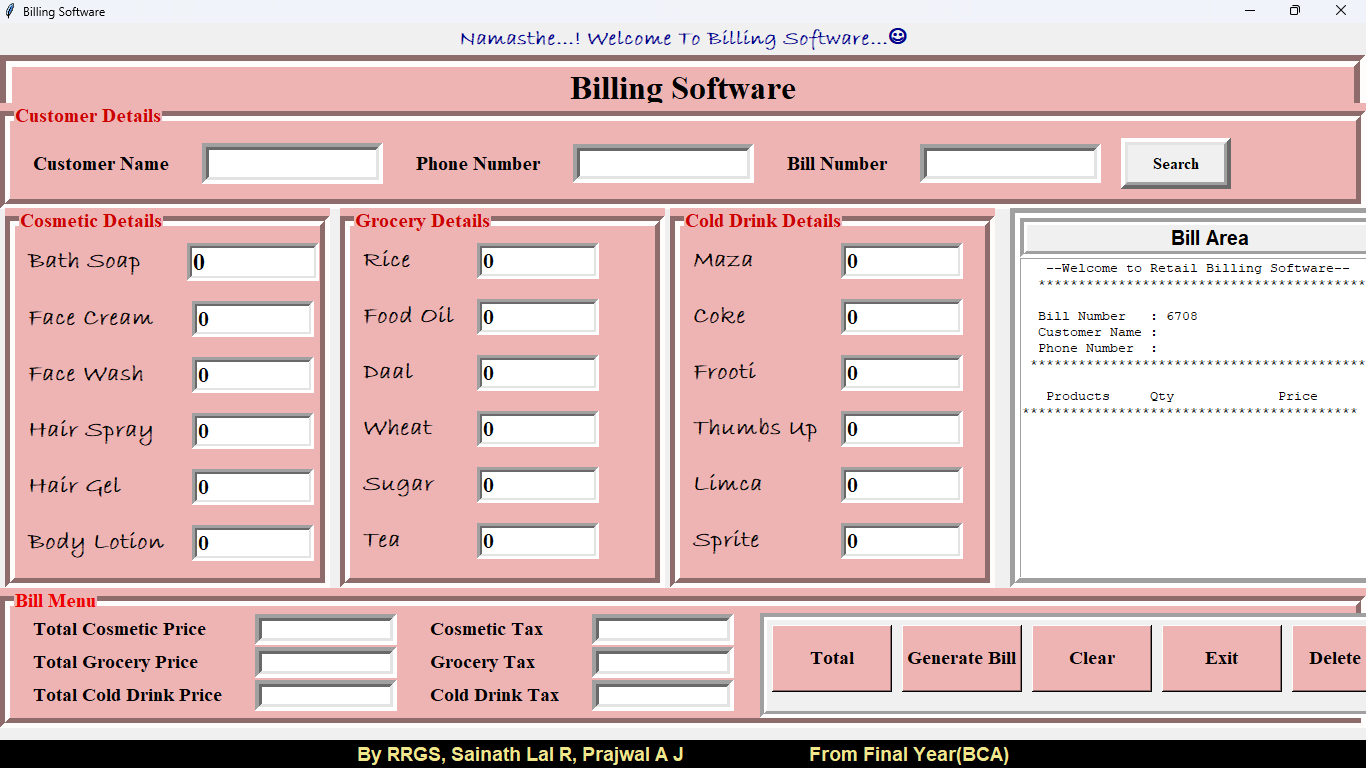 Billing Software
Namasthe...! Welcome To Billing Software...☺
Billing Software
Customer Details
Customer Name Phone Number Bill Number Search
Cosmetic Details
Bath Soap 0
Face Cream 0
Face Wash 0
Hair Spray 0
Hair Gel 0
Body Lotion 0
Grocery Details
Rice 0
Food Oil 0
Daal 0
Wheat 0
Sugar 0
Tea 0
Cold Drink Details
Maza 0
Coke 0
Frooti 0
Thumbs Up 0
Limca 0
Sprite 0
Bill Area
--Welcome to Retail Billing Software--
*****************************************
Bill Number : 6708
Customer Name :
Phone Number :
******************************************
Products Qty Price
******************************************
Bill Menu
Total Cosmetic Price Cosmetic Tax
Total Grocery Price Grocery Tax
Total Cold Drink Price Cold Drink Tax
Total Generate Bill Clear Exit Delete
By RRGS, Sainath Lal R, Prajwal A J From Final Year(BCA)